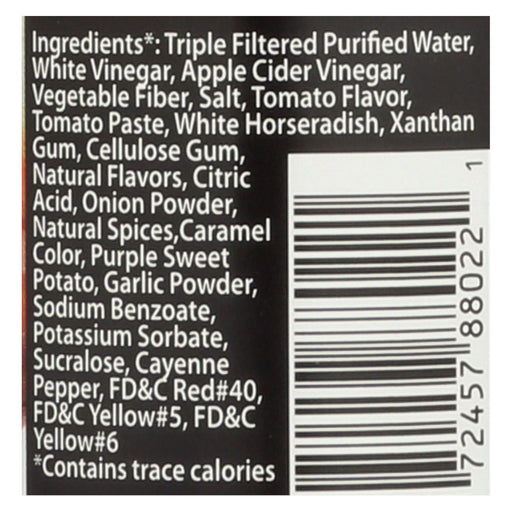 Ingredients*: Triple Filtered Purified Water,
White Vinegar, Apple Cider Vinegar,
Vegetable Fiber, Salt, Tomato Flavor,
Tomato Paste, White Horseradish, Xanthan
Gum, Cellulose Gum,
Natural Flavors, Citric
Acid, Onion Powder,
Natural Spices,Caramel
Color, Purple Sweet
Potato, Garlic Powder,
Sodium Benzoate,
Potassium Sorbate,
Sucralose, Cayenne
Pepper, FD&C Red#40,
FD&C Yellow#5, FD&C
Yellow#6
*Contains trace calories
7 72457 88022 1